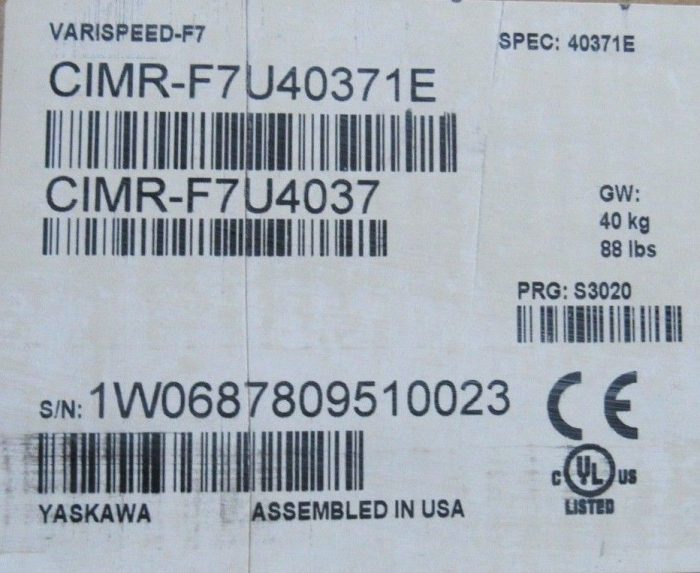 VARISPEED-F7
SPEC: 40371E
CIMR-F7U40371E
CIMR-F7U4037
GW:
40 kg
88 lbs
PRG: S3020
S/N: 1W0687809510023
CE
C UL US
LISTED
YASKAWA ASSEMBLED IN USA